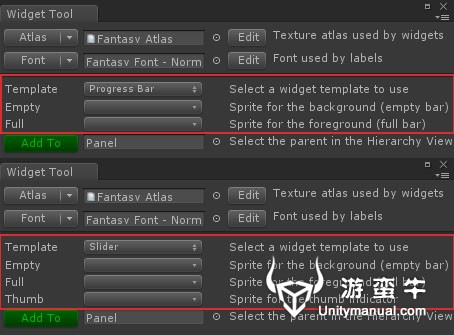 Widget Tool
Atlas Fantasy Atlas Edit Texture atlas used by widgets
Font Fantasy Font - Norm Edit Font used by labels
Template Progress Bar Select a widget template to use
Empty Sprite for the background (empty bar)
Full Sprite for the foreground (full bar)
Add To Panel Select the parent in the Hierarchy View
Widget Tool
Atlas Fantasy Atlas Edit Texture atlas used by widgets
Font Fantasy Font - Norm Edit Font used by labels
Template Slider Select a widget template to use
Empty Sprite for the background (empty bar)
Full Sprite for the foreground (full bar)
Thumb Sprite for the thumb indicator
Add To Panel Select the parent in the Hierarchy View
游蛮牛
Unitymanual.com